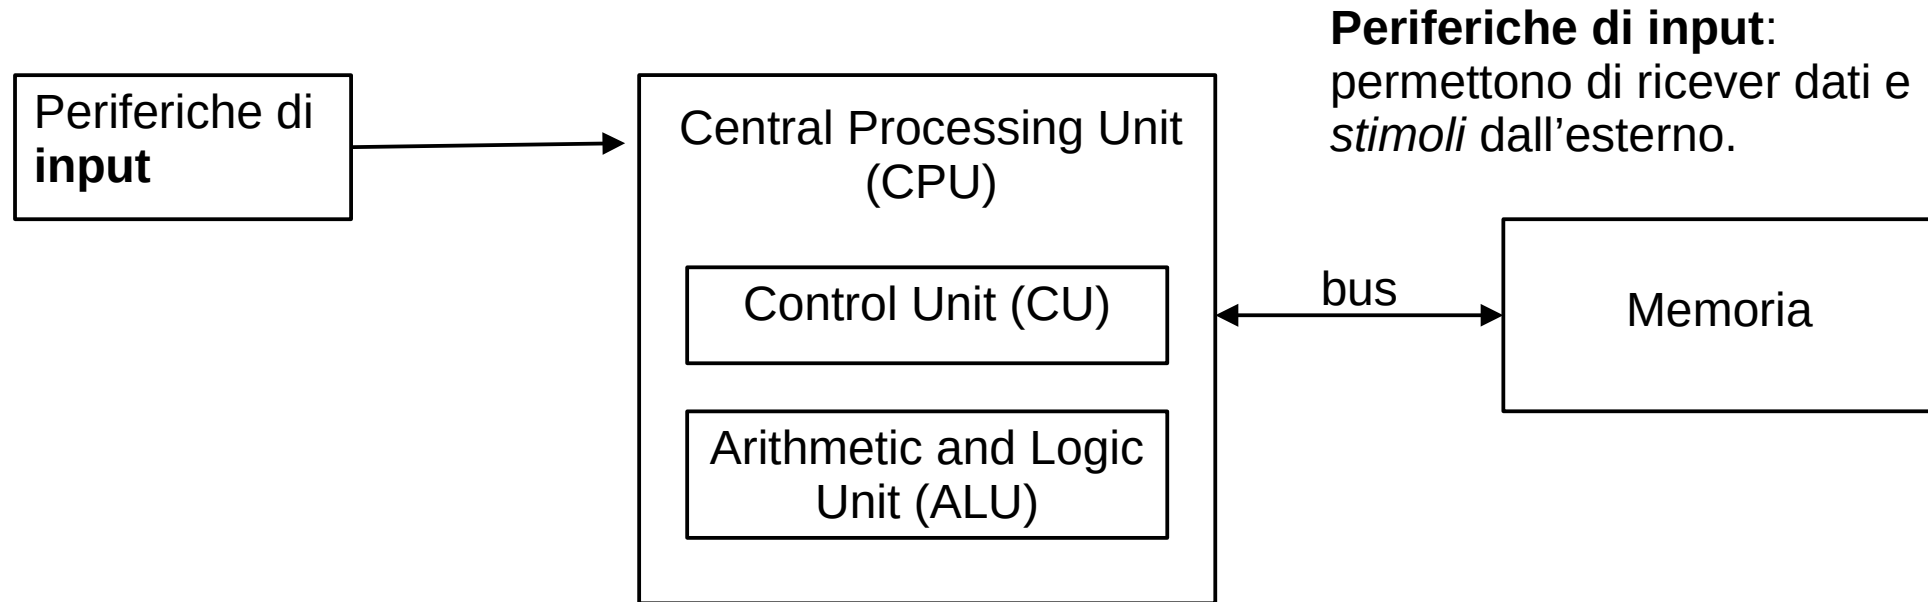 Periferiche di input:
permettono di ricever dati e
stimoli dall’esterno.
Periferiche di
input
Central Processing Unit
(CPU)
Control Unit (CU)
Arithmetic and Logic
Unit (ALU)
bus
Memoria